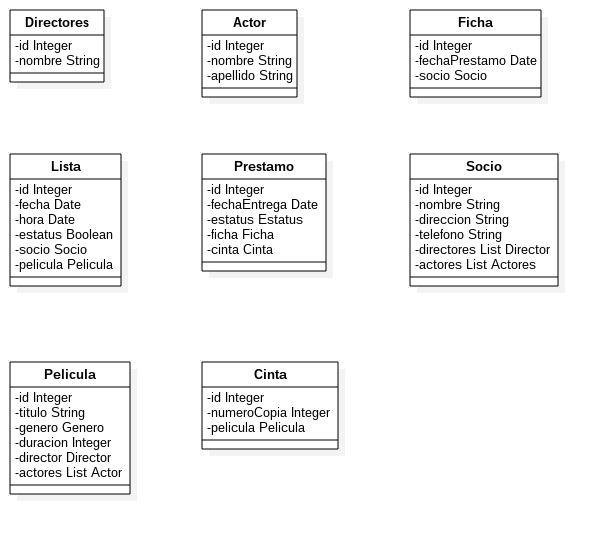 Directores
-id Integer
-nombre String
Actor
-id Integer
-nombre String
-apellido String
Ficha
-id Integer
-fechaPrestamo Date
-socio Socio
Lista
-id Integer
-fecha Date
-hora Date
-estatus Boolean
-socio Socio
-pelicula Pelicula
Prestamo
-id Integer
-fechaEntrega Date
-estatus Estatus
-ficha Ficha
-cinta Cinta
Socio
-id Integer
-nombre String
-direccion String
-telefono String
-directores List Director
-actores List Actores
Pelicula
-id Integer
-titulo String
-genero Genero
-duracion Integer
-director Director
-actores List Actor
Cinta
-id Integer
-numeroCopia Integer
-pelicula Pelicula